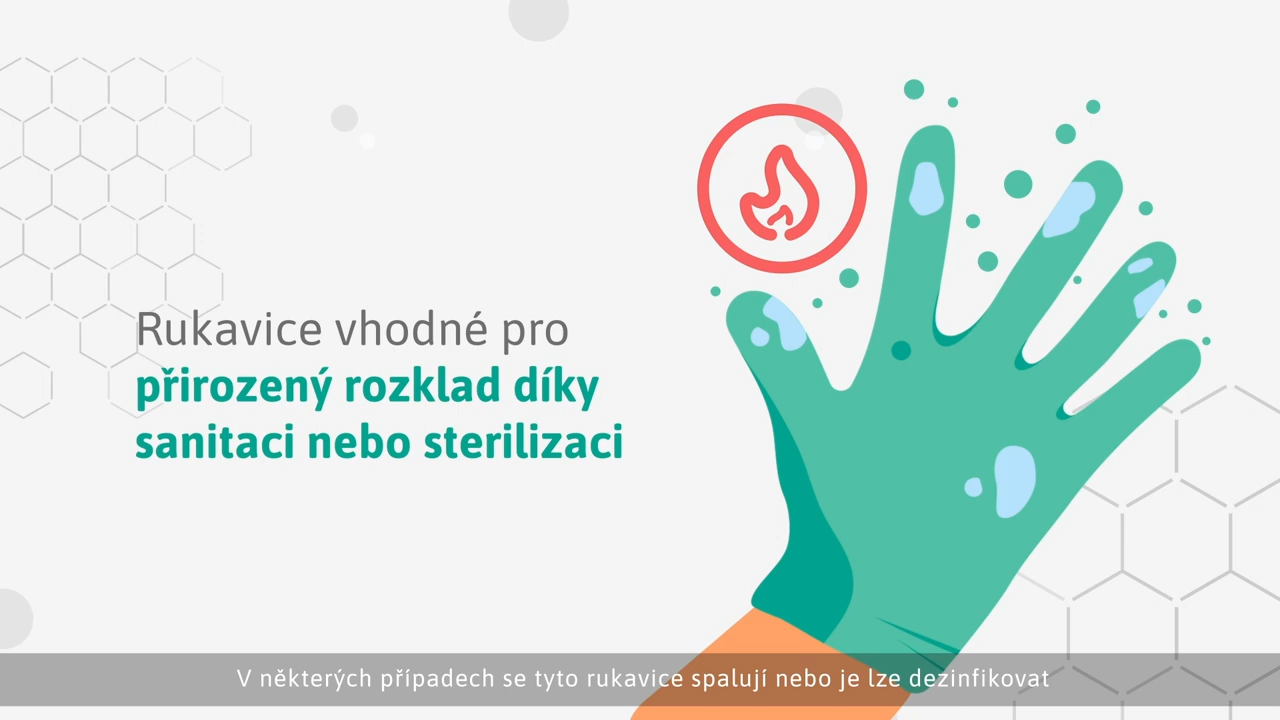 Rukavice vhodné pro
přirozený rozklad díky
sanitaci nebo sterilizaci
V některých případech se tyto rukavice spalují nebo je lze dezinfikovat